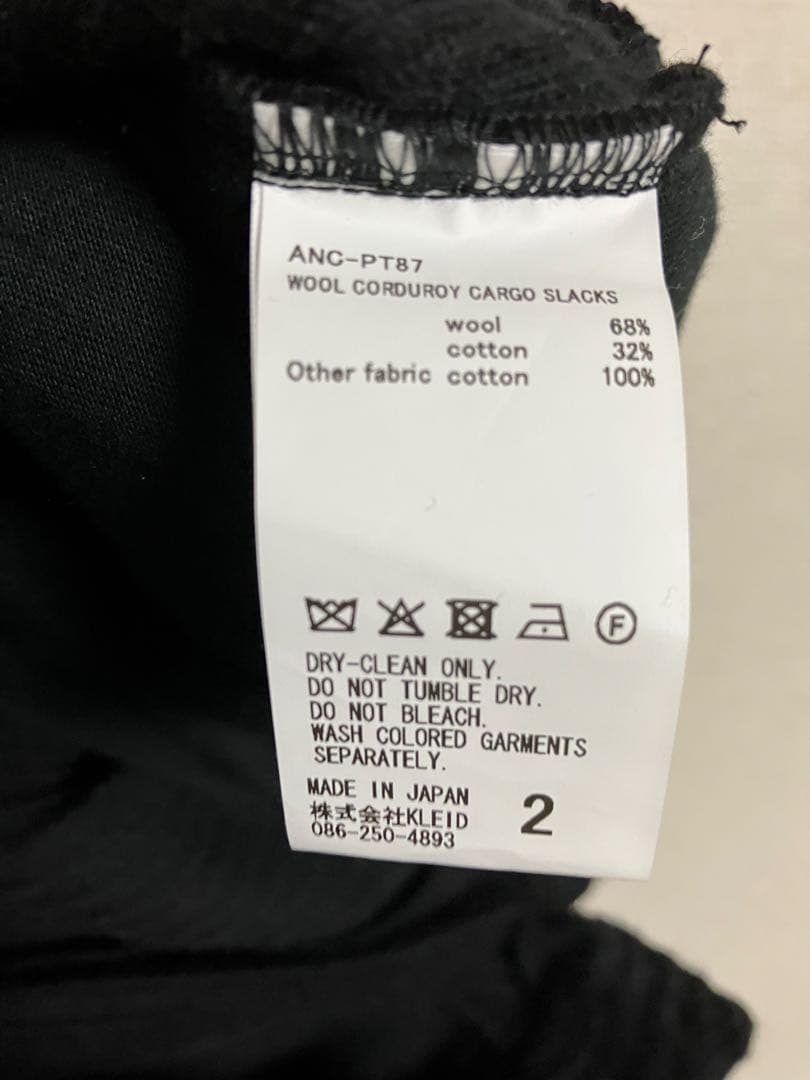 ANC-PT87
WOOL CORDUROY CARGO SLACKS
wool 68%
cotton 32%
Other fabric cotton 100%
F
DRY-CLEAN ONLY.
DO NOT TUMBLE DRY.
DO NOT BLEACH.
WASH COLORED GARMENTS
SEPARATELY.
MADE IN JAPAN
株式会社KLEID
086-250-4893
2